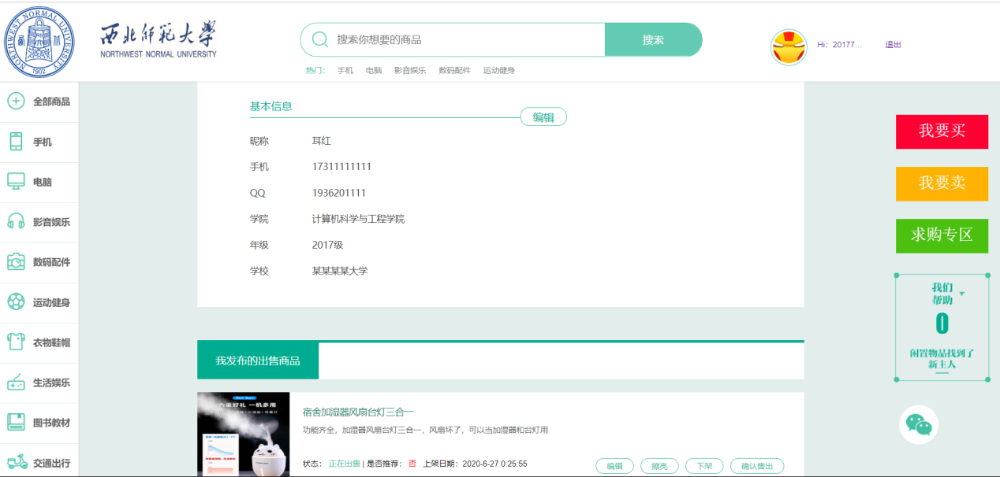 NORTHWEST NORMAL UNIVERSITY
1902
西北师范大学
NORTHWEST NORMAL UNIVERSITY
搜索你想要的商品
搜索
热门： 手机 电脑 影音娱乐 数码配件 运动健身
Hi：20177... 退出
全部商品
手机
电脑
影音娱乐
数码配件
运动健身
衣物鞋帽
生活娱乐
图书教材
交通出行
基本信息
编辑
昵称 耳红
手机 17311111111
QQ 1936201111
学院 计算机科学与工程学院
年级 2017级
学校 某某某某大学
我发布的出售商品
六重好礼 一机多用
宿舍加湿器风扇台灯三合一
功能齐全，加湿器风扇台灯三合一，风扇坏了，可以当加湿器和台灯用
状态： 正在出售 | 是否推荐： 否 上架日期：2020-6-27 0:25:55
编辑 擦亮 下架 确认售出
我要买
我要卖
求购专区
我们
帮助
0
闲置物品找到了
新主人